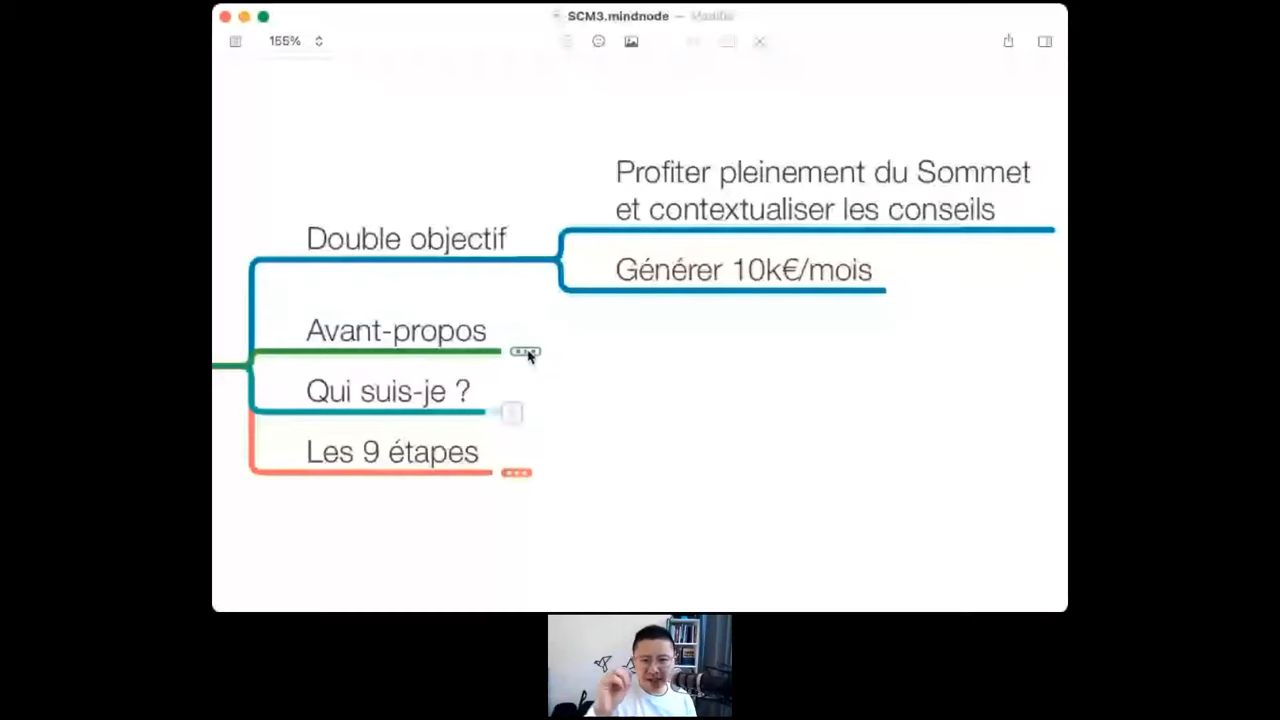 SCM3.mindnode
155%
Profiter pleinement du Sommet
et contextualiser les conseils
Double objectif
Générer 10k€/mois
Avant-propos
Qui suis-je ?
Les 9 étapes